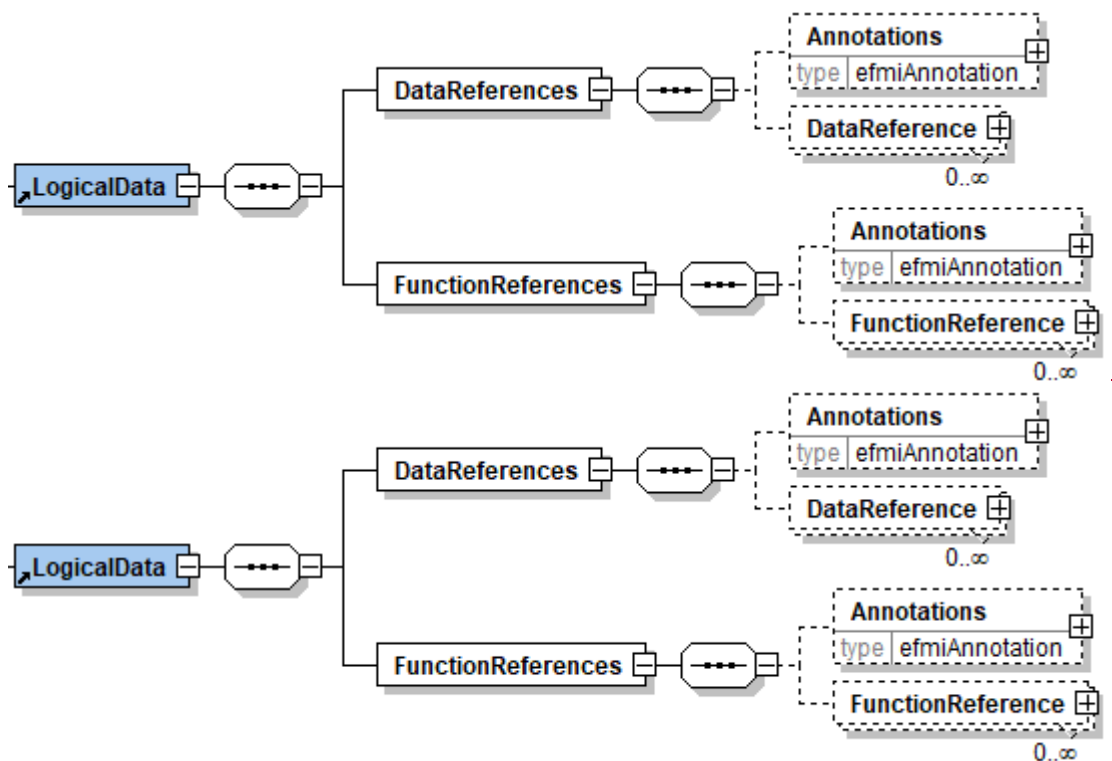 Annotations
type efmiAnnotation
DataReferences
DataReference
0..∞
LogicalData
Annotations
type efmiAnnotation
FunctionReferences
FunctionReference
0..∞
Annotations
type efmiAnnotation
DataReferences
DataReference
0..∞
LogicalData
Annotations
type efmiAnnotation
FunctionReferences
FunctionReference
0..∞